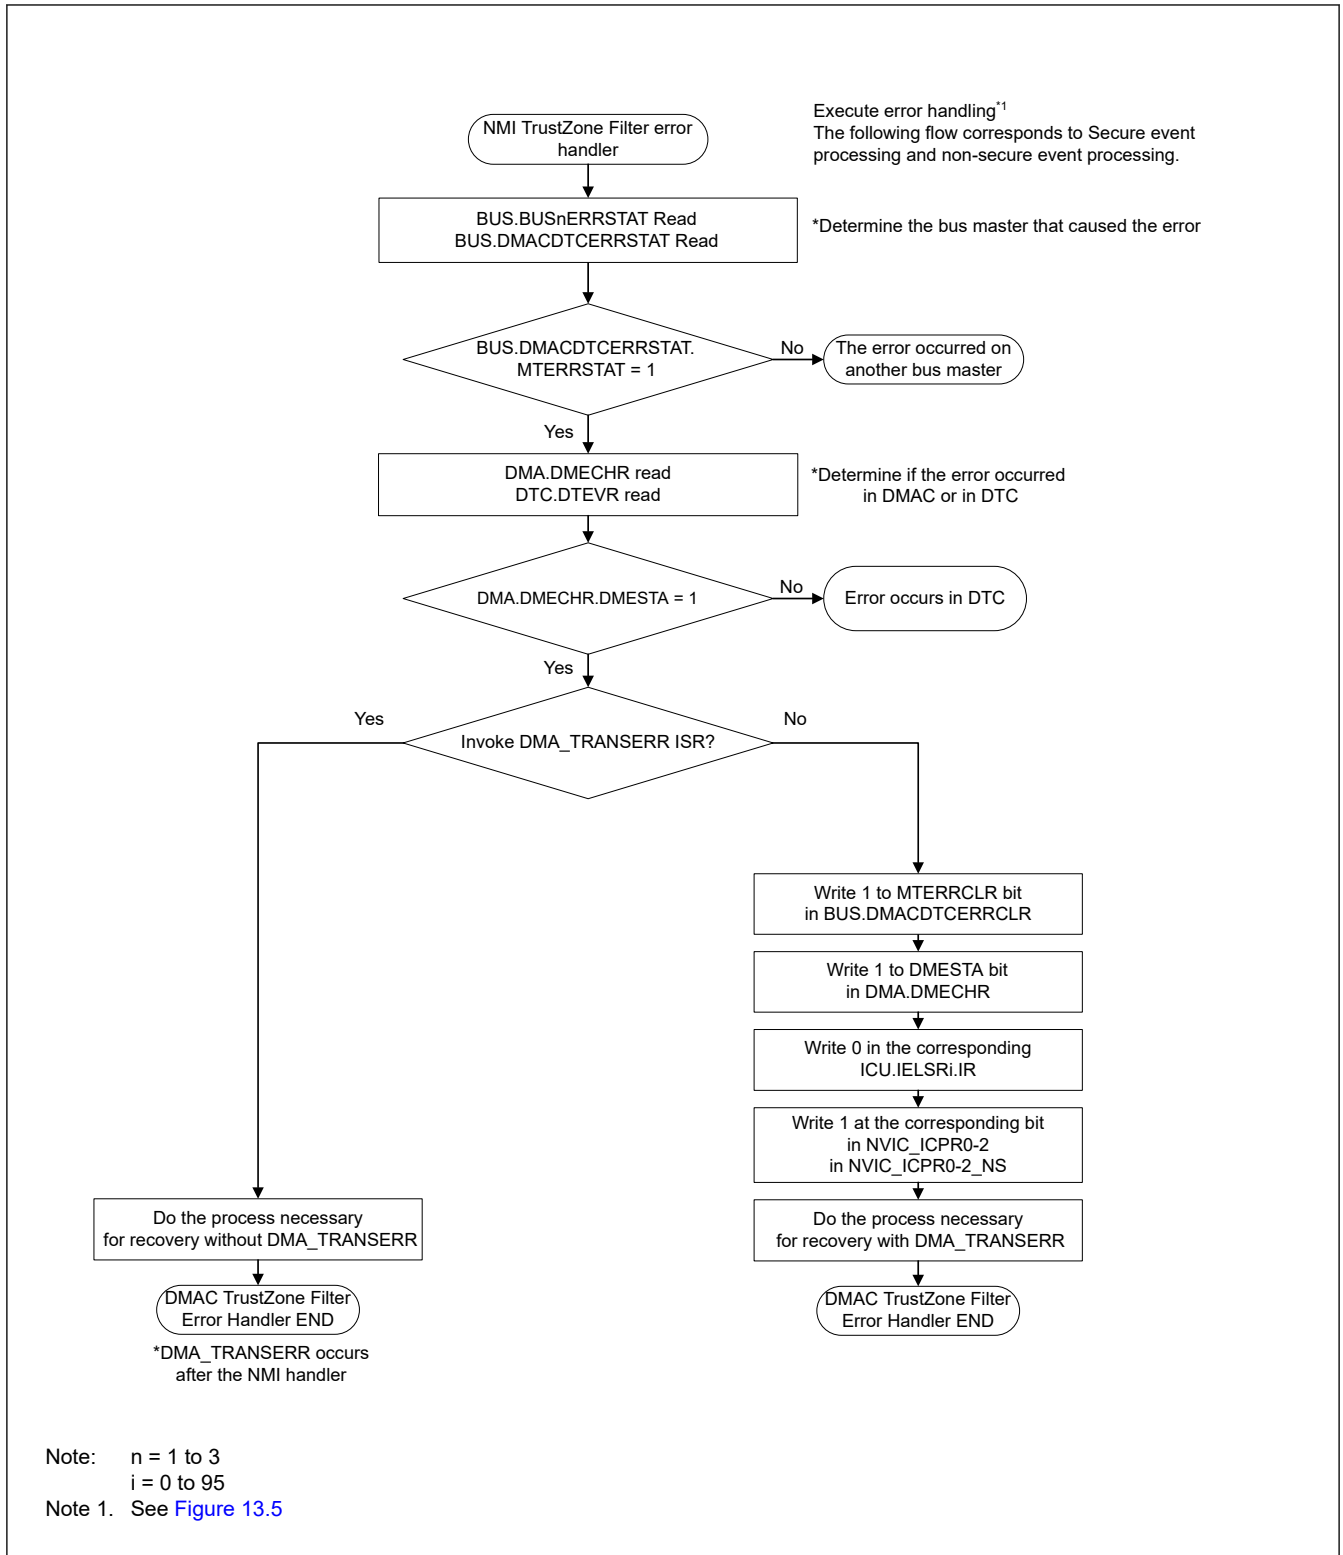 Execute error handling*1
The following flow corresponds to Secure event
processing and non-secure event processing.
NMI TrustZone Filter error
handler
BUS.BUSnERRSTAT Read
BUS.DMACDTCERRSTAT Read
*Determine the bus master that caused the error
BUS.DMACDTCERRSTAT.
MTERRSTAT = 1
No
The error occurred on
another bus master
Yes
DMA.DMECHR read
DTC.DTEVR read
*Determine if the error occurred
in DMAC or in DTC
DMA.DMECHR.DMESTA = 1
No
Error occurs in DTC
Yes
Invoke DMA_TRANSERR ISR?
Yes
No
Write 1 to MTERRCLR bit
in BUS.DMACDTCERRCLR
Write 1 to DMESTA bit
in DMA.DMECHR
Write 0 in the corresponding
ICU.IELSRi.IR
Write 1 at the corresponding bit
in NVIC_ICPR0-2
in NVIC_ICPR0-2_NS
Do the process necessary
for recovery without DMA_TRANSERR
Do the process necessary
for recovery with DMA_TRANSERR
DMAC TrustZone Filter
Error Handler END
DMAC TrustZone Filter
Error Handler END
*DMA_TRANSERR occurs
after the NMI handler
Note: n = 1 to 3
i = 0 to 95
Note 1. See Figure 13.5